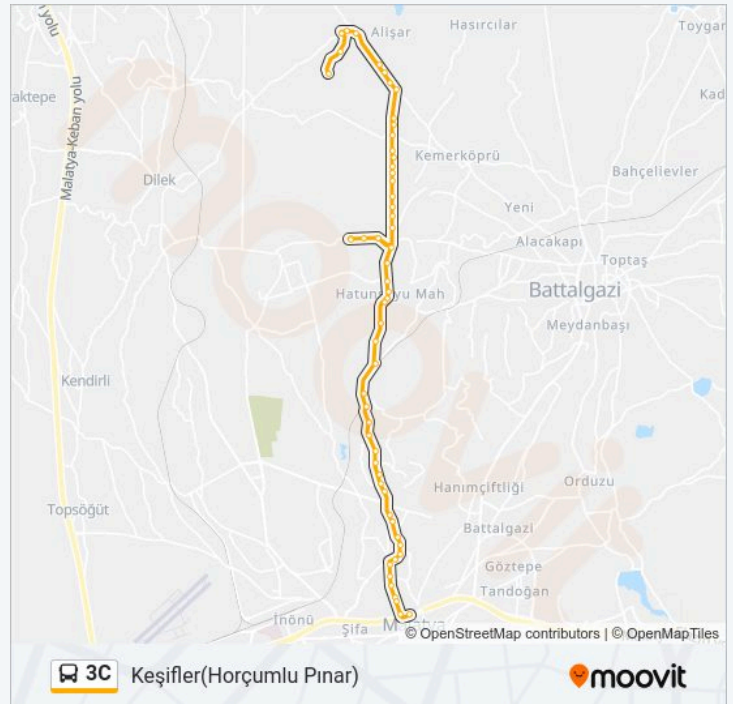 yolu
Alişar
Hasırcılar
Toygar
aktepe
Malatya-Keban yolu
Kad
Kemerköprü
Dilek
Bahçelievler
Yeni
Alacakapı
Toptaş
Battalgazi
Meydanbaşı
Kendirli
Hanımçiftliği
Orduzu
Topsöğüt
Battalgazi
Göztepe
Tandoğan
İnönü
Şifa
© OpenStreetMap contributors | © OpenMapTiles
3C
Keşifler(Horçumlu Pınar)
moovit